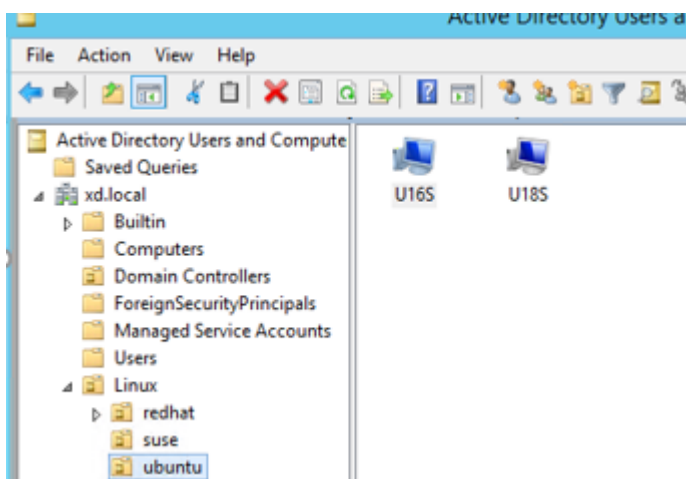 Active Directory Users a
File Action View Help
Active Directory Users and Compute
Saved Queries
xd.local
Builtin
Computers
Domain Controllers
ForeignSecurityPrincipals
Managed Service Accounts
Users
Linux
redhat
suse
ubuntu
U16S U18S